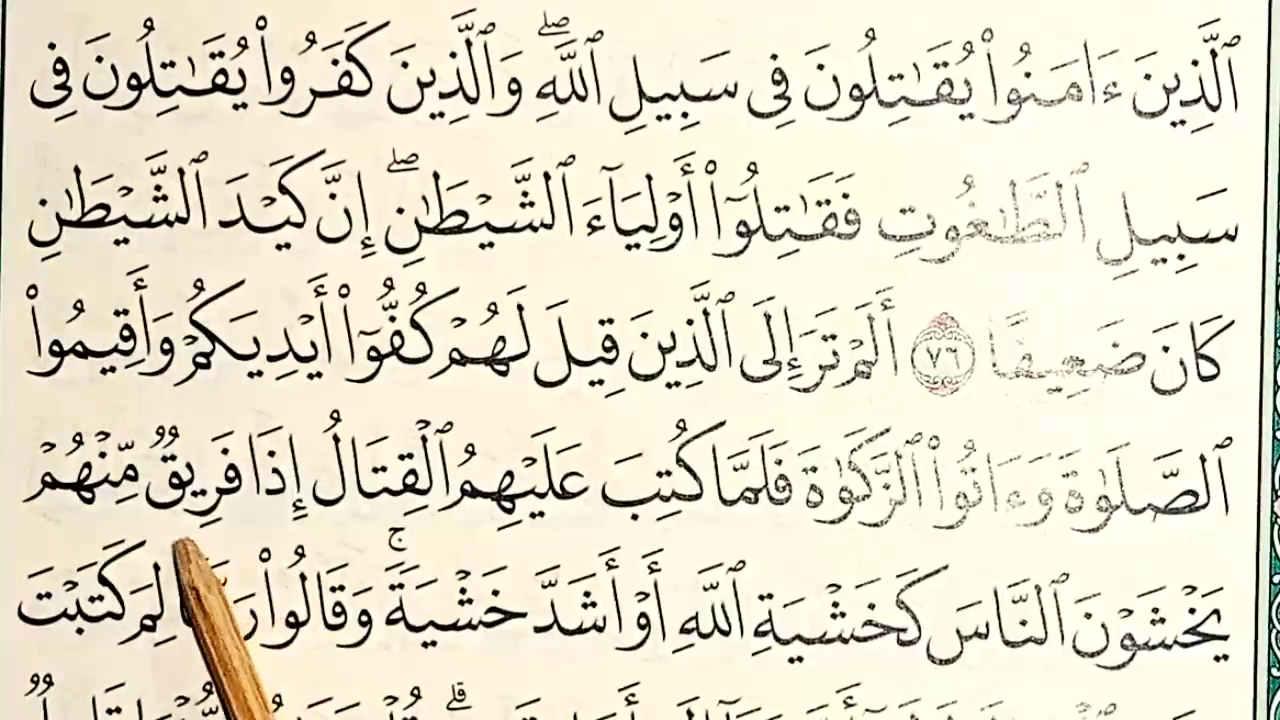 ٱلَّذِينَ ءَامَنُوا۟ يُقَـٰتِلُونَ فِى سَبِيلِ ٱللَّهِ ۖ وَٱلَّذِينَ كَفَرُوا۟ يُقَـٰتِلُونَ فِى
سَبِيلِ ٱلطَّـٰغُوتِ فَقَـٰتِلُوٓا۟ أَوْلِيَآءَ ٱلشَّيْطَـٰنِ ۖ إِنَّ كَيْدَ ٱلشَّيْطَـٰنِ
كَانَ ضَعِيفًا ٧٦ أَلَمْ تَرَ إِلَى ٱلَّذِينَ قِيلَ لَهُمْ كُفُّوٓا۟ أَيْدِيَكُمْ وَأَقِيمُوا۟
ٱلصَّلَوٰةَ وَءَاتُوا۟ ٱلزَّكَوٰةَ فَلَمَّا كُتِبَ عَلَيْهِمُ ٱلْقِتَالُ إِذَا فَرِيقٌ مِّنْهُمْ
يَخْشَوْنَ ٱلنَّاسَ كَخَشْيَةِ ٱللَّهِ أَوْ أَشَدَّ خَشْيَةً ۚ وَقَالُوا۟ لِمَ كَتَبْتَ